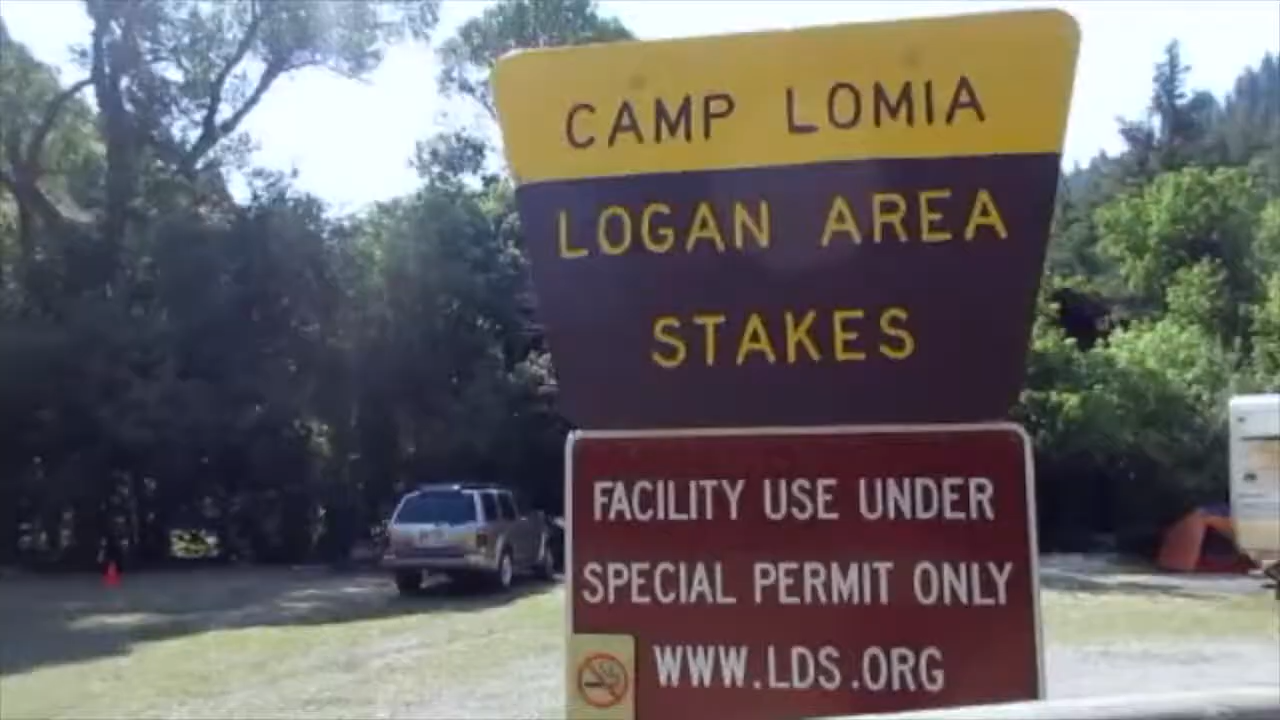 CAMP LOMIA
LOGAN AREA
STAKES
FACILITY USE UNDER
SPECIAL PERMIT ONLY
WWW.LDS.ORG